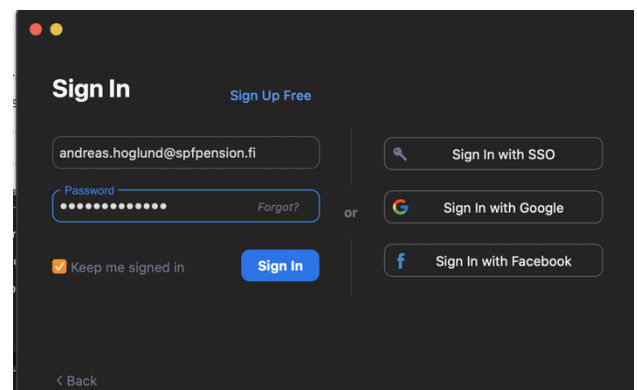 Sign In
Sign Up Free
andreas.hoglund@spfpension.fi
Password
Forgot?
Keep me signed in
Sign In
or
Sign In with SSO
Sign In with Google
Sign In with Facebook
< Back